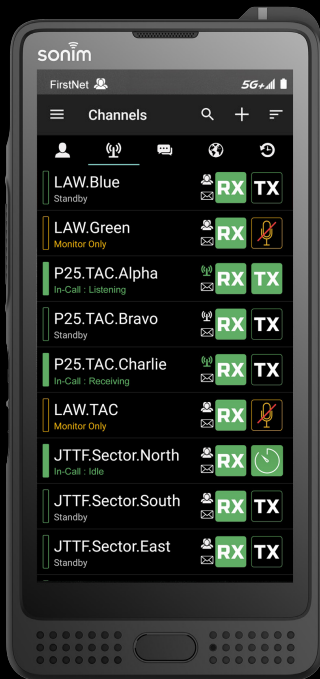 sonim
FirstNet 5G+
Channels
LAW.Blue
Standby
RX TX
LAW.Green
Monitor Only
RX
P25.TAC.Alpha
In-Call : Listening
RX TX
P25.TAC.Bravo
Standby
RX TX
P25.TAC.Charlie
In-Call : Receiving
RX TX
LAW.TAC
Monitor Only
RX
JTTF.Sector.North
In-Call : Idle
RX
JTTF.Sector.South
Standby
RX TX
JTTF.Sector.East
Standby
RX TX